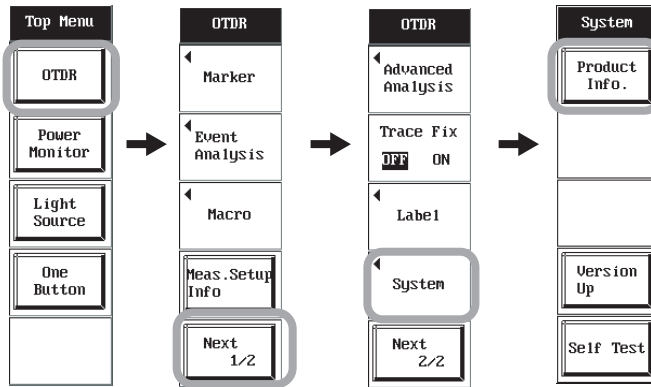 Top Menu
OTDR
Power
Monitor
Light
Source
One
Button
OTDR
Marker
Event
Analysis
Macro
Meas.Setup
Info
Next
1/2
OTDR
Advanced
Analysis
Trace Fix
OFF ON
Label
System
Next
2/2
System
Product
Info.
Version
Up
Self Test